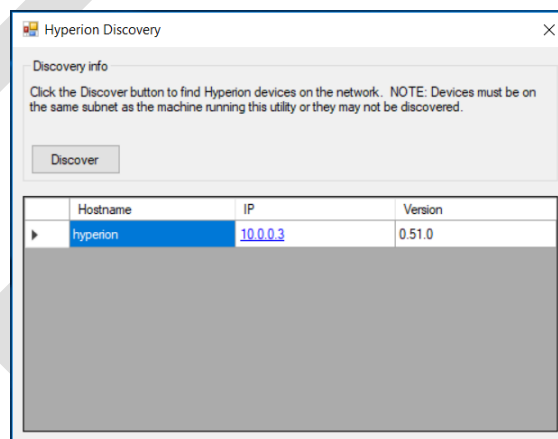 Hyperion Discovery
Discovery info
Click the Discover button to find Hyperion devices on the network.  NOTE: Devices must be on
the same subnet as the machine running this utility or they may not be discovered.
Discover
Hostname IP Version
hyperion 10.0.0.3 0.51.0